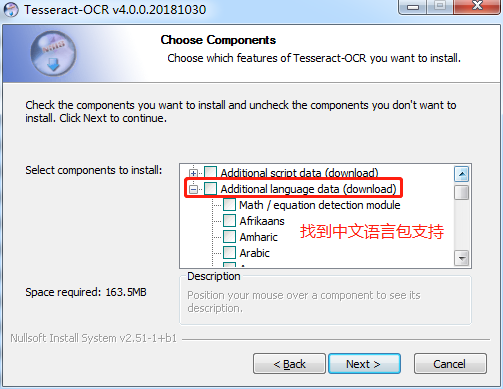 Tesseract-OCR v4.0.0.20181030
Choose Components
Choose which features of Tesseract-OCR you want to install.
Check the components you want to install and uncheck the components you don't want to
install. Click Next to continue.
Select components to install:
Additional script data (download)
Additional language data (download)
Math / equation detection module
Afrikaans
Amharic
Arabic
找到中文语言包支持
Space required: 163.5MB
Description
Position your mouse over a component to see its
description.
Nullsoft Install System v2.51-1+b1
< Back
Next >
Cancel